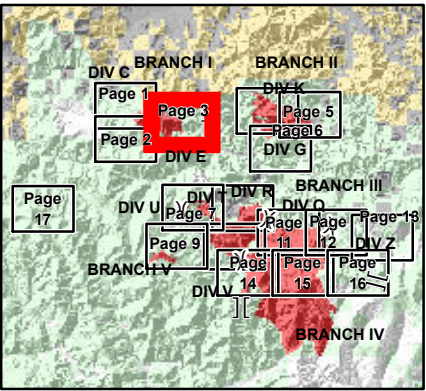 BRANCH I
BRANCH II
DIV C
DIV K
Page 1
Page 3
Page 5
Page 2
Page 6
DIV E
DIV G
DIV R
BRANCH III
Page
17
DIV U
Page 7
DIV O
Page 13
Page
11
Page
12
Page 9
DIV Z
BRANCH V
Page
14
Page
15
Page
16
DIV V
][
BRANCH IV